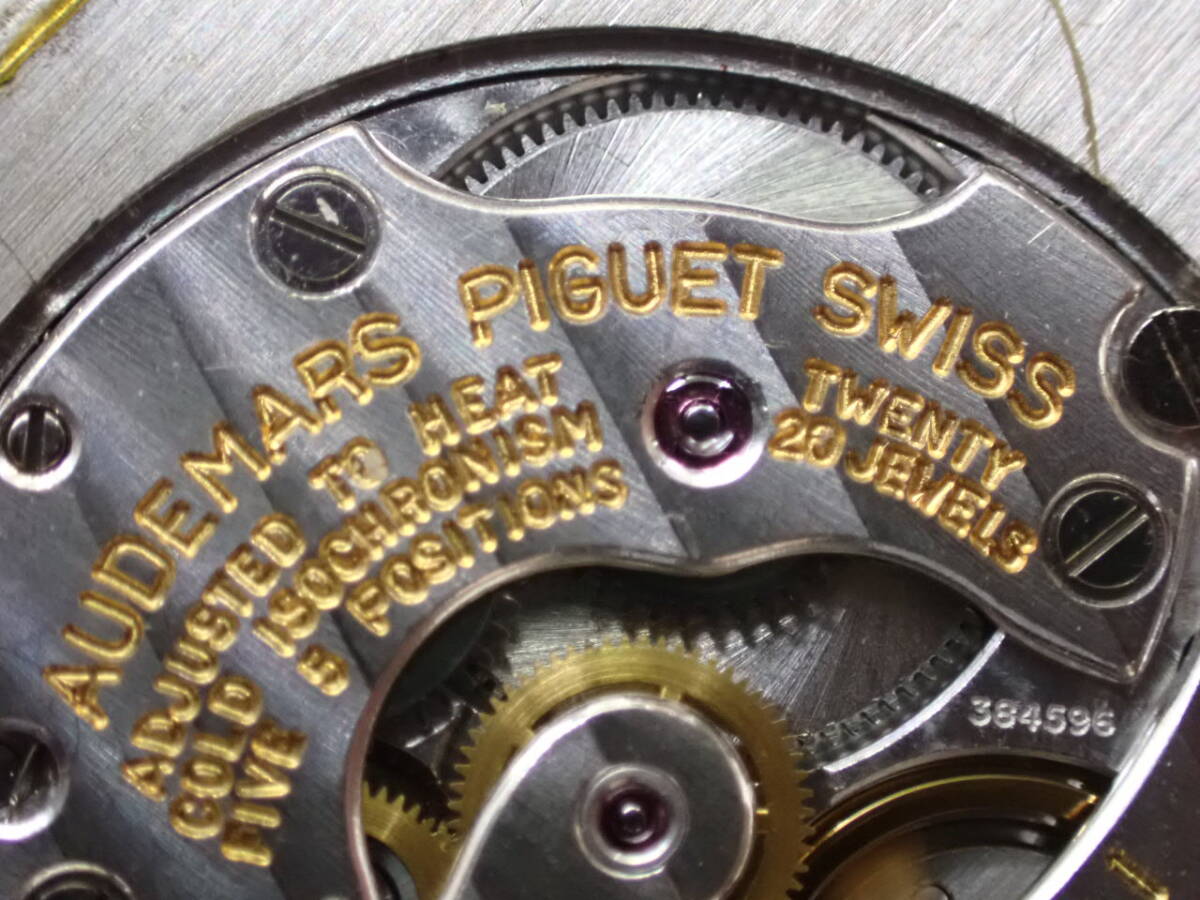 AUDEMARS PIGUET SWISS
ADJUSTED TO HEAT
COLD ISOCHRONISM
FIVE 5 POSITIONS
TWENTY
20 JEWELS
384596